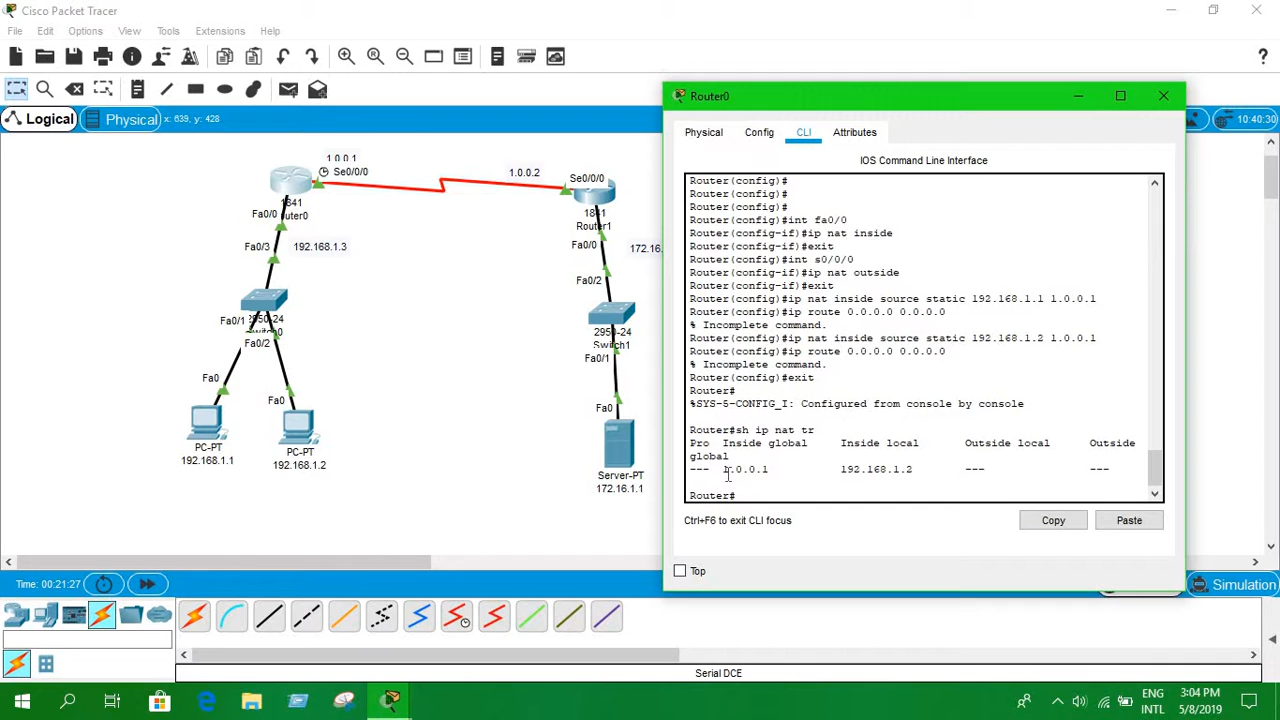 Cisco Packet Tracer
File Edit Options View Tools Extensions Help
Logical Physical x: 639, y: 428
10:40:30
1.0.0.1
Se0/0/0
1841
outer0
Fa0/0
Fa0/3
192.168.1.3
2950-24
Switch0
Fa0/1
Fa0/2
Fa0
Fa0
PC-PT
192.168.1.1
PC-PT
192.168.1.2
1.0.0.2
Se0/0/0
1841
Router1
Fa0/0
172.16
Fa0/2
2950-24
Switch1
Fa0/1
Fa0
Server-PT
172.16.1.1
Router0
Physical Config CLI Attributes
IOS Command Line Interface
Router(config)#
Router(config)#
Router(config)#
Router(config)#int fa0/0
Router(config-if)#ip nat inside
Router(config-if)#exit
Router(config)#int s0/0/0
Router(config-if)#ip nat outside
Router(config-if)#exit
Router(config)#ip nat inside source static 192.168.1.1 1.0.0.1
Router(config)#ip route 0.0.0.0 0.0.0.0
% Incomplete command.
Router(config)#ip nat inside source static 192.168.1.2 1.0.0.1
Router(config)#ip route 0.0.0.0 0.0.0.0
% Incomplete command.
Router(config)#exit
Router#
%SYS-5-CONFIG_I: Configured from console by console
Router#sh ip nat tr
Pro Inside global Inside local Outside local Outside
global
--- 1.0.0.1 192.168.1.2 --- ---
Router#
Ctrl+F6 to exit CLI focus
Copy Paste
Top
Time: 00:21:27
Simulation
Serial DCE
ENG
INTL
3:04 PM
5/8/2019